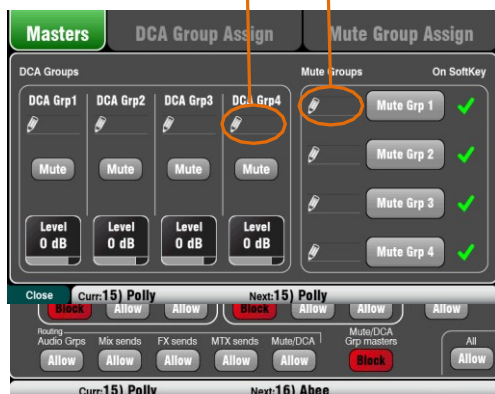 Masters DCA Group Assign Mute Group Assign
DCA Groups Mute Groups On SoftKey
DCA Grp1 DCA Grp2 DCA Grp3 DCA Grp4
Mute Grp 1
Mute Grp 2
Mute Mute Mute Mute
Mute Grp 3
Level Level Level Level
0 dB 0 dB 0 dB 0 dB
Mute Grp 4
Close Curr:15) Polly Next:15) Polly
Block Allow Allow Block Allow Allow Allow
Routing Mute/DCA
Audio Grps Mix sends FX sends MTX sends Mute/DCA Grp masters All
Allow Allow Allow Allow Allow Block Allow
Curr:15) Polly Next:16) Abee